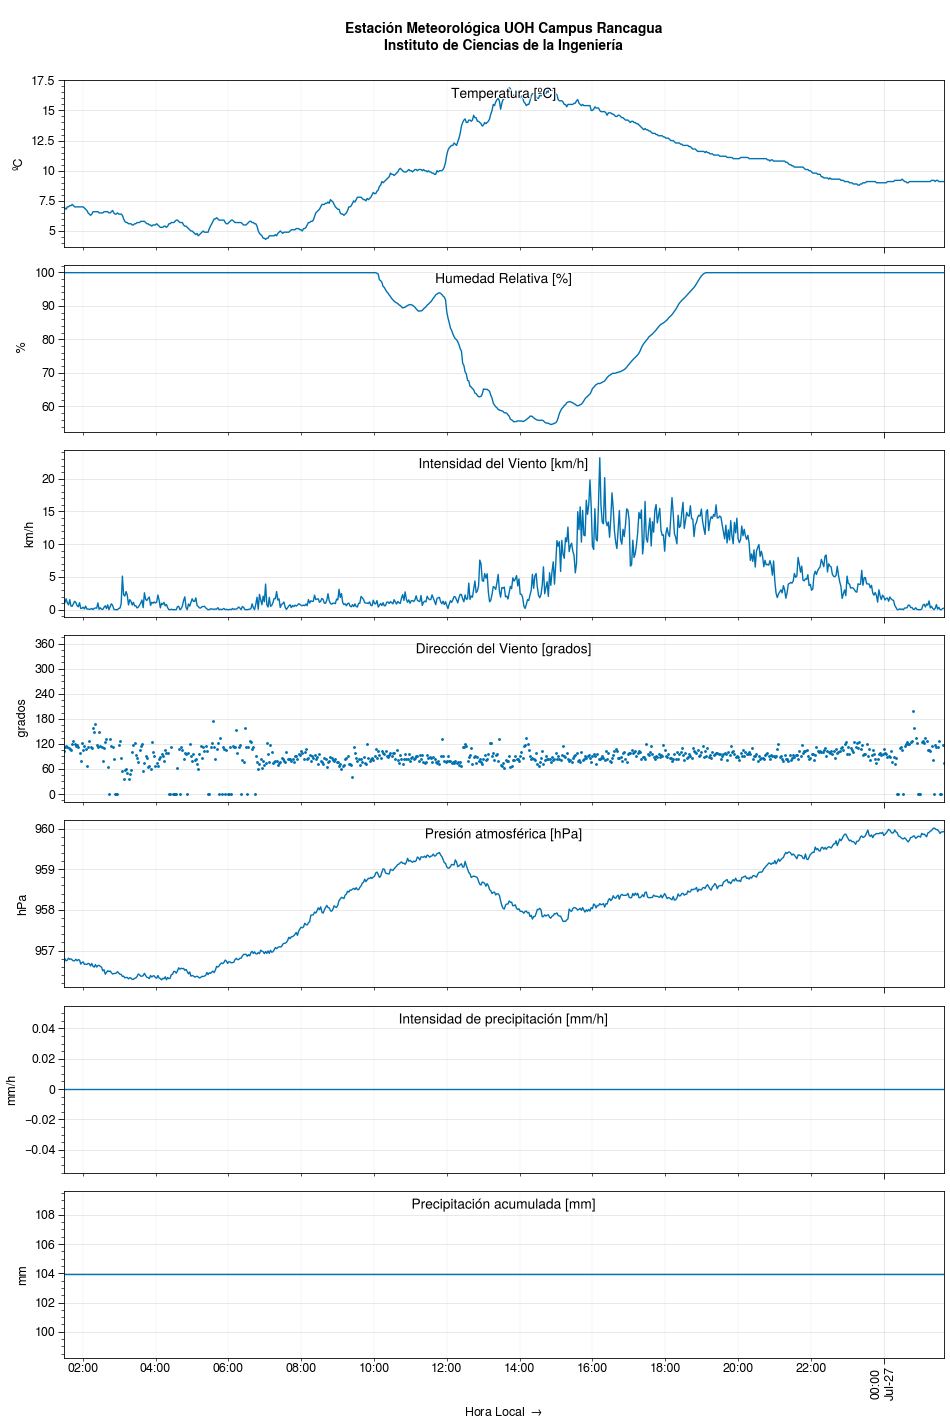 Estación Meteorológica UOH Campus Rancagua
Instituto de Ciencias de la Ingeniería
Temperatura [ºC]
17.5
15
12.5
10
7.5
5
ºC
Humedad Relativa [%]
100
90
80
70
60
%
Intensidad del Viento [km/h]
20
15
10
5
0
km/h
Dirección del Viento [grados]
360
300
240
180
120
60
0
grados
Presión atmosférica [hPa]
960
959
958
957
hPa
Intensidad de precipitación [mm/h]
0.04
0.02
0
−0.02
−0.04
mm/h
Precipitación acumulada [mm]
108
106
104
102
100
mm
02:00 04:00 06:00 08:00 10:00 12:00 14:00 16:00 18:00 20:00 22:00 00:00
Jul-27
Hora Local →